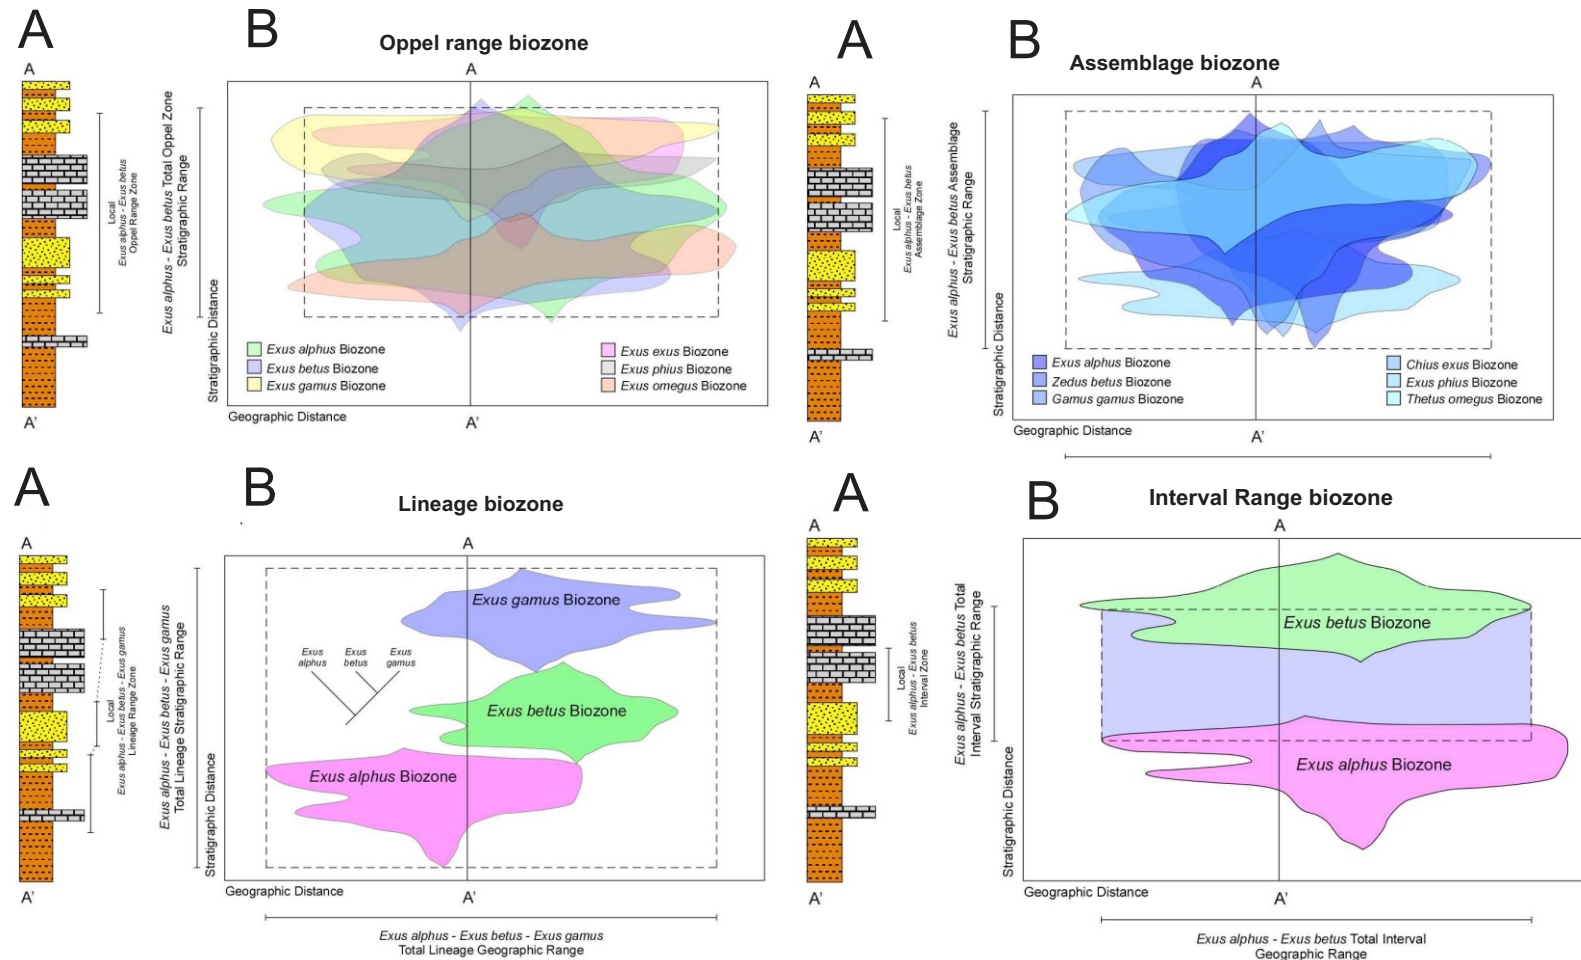 A
B
Oppel range biozone
A
A
Local
Exus alphus - Exus betus
Oppel Range Zone
Exus alphus - Exus betus Total Oppel Zone
Stratigraphic Range
Stratigraphic Distance
Exus alphus Biozone
Exus betus Biozone
Exus gamus Biozone
Exus exus Biozone
Exus phius Biozone
Exus omegus Biozone
Geographic Distance
A'
A'
A
B
Assemblage biozone
A
A
Local
Exus alphus - Exus betus
Assemblage Zone
Exus alphus - Exus betus Assemblage
Stratigraphic Range
Stratigraphic Distance
Exus alphus Biozone
Zedus betus Biozone
Gamus gamus Biozone
Chius exus Biozone
Exus phius Biozone
Thetus omegus Biozone
Geographic Distance
A'
A'
A
B
Lineage biozone
A
A
Local
Exus alphus - Exus betus - Exus gamus
Lineage Range Zone
Exus alphus - Exus betus - Exus gamus
Total Lineage Stratigraphic Range
Stratigraphic Distance
Exus gamus Biozone
Exus
alphus
Exus
betus
Exus
gamus
Exus betus Biozone
Exus alphus Biozone
Geographic Distance
A'
A'
Exus alphus - Exus betus - Exus gamus
Total Lineage Geographic Range
A
B
Interval Range biozone
A
A
Local
Exus alphus - Exus betus
Interval Zone
Exus alphus - Exus betus Total
Interval Stratigraphic Range
Stratigraphic Distance
Exus betus Biozone
Exus alphus Biozone
Geographic Distance
A'
A'
Exus alphus - Exus betus Total Interval
Geographic Range